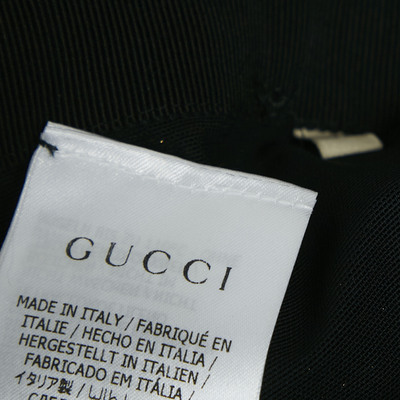 GUCCI
MADE IN ITALY / FABRIQUÉ EN
ITALIE / HECHO EN ITALIA /
HERGESTELLT IN ITALIEN /
FABRICADO EM ITÁLIA /
イタリア製 /